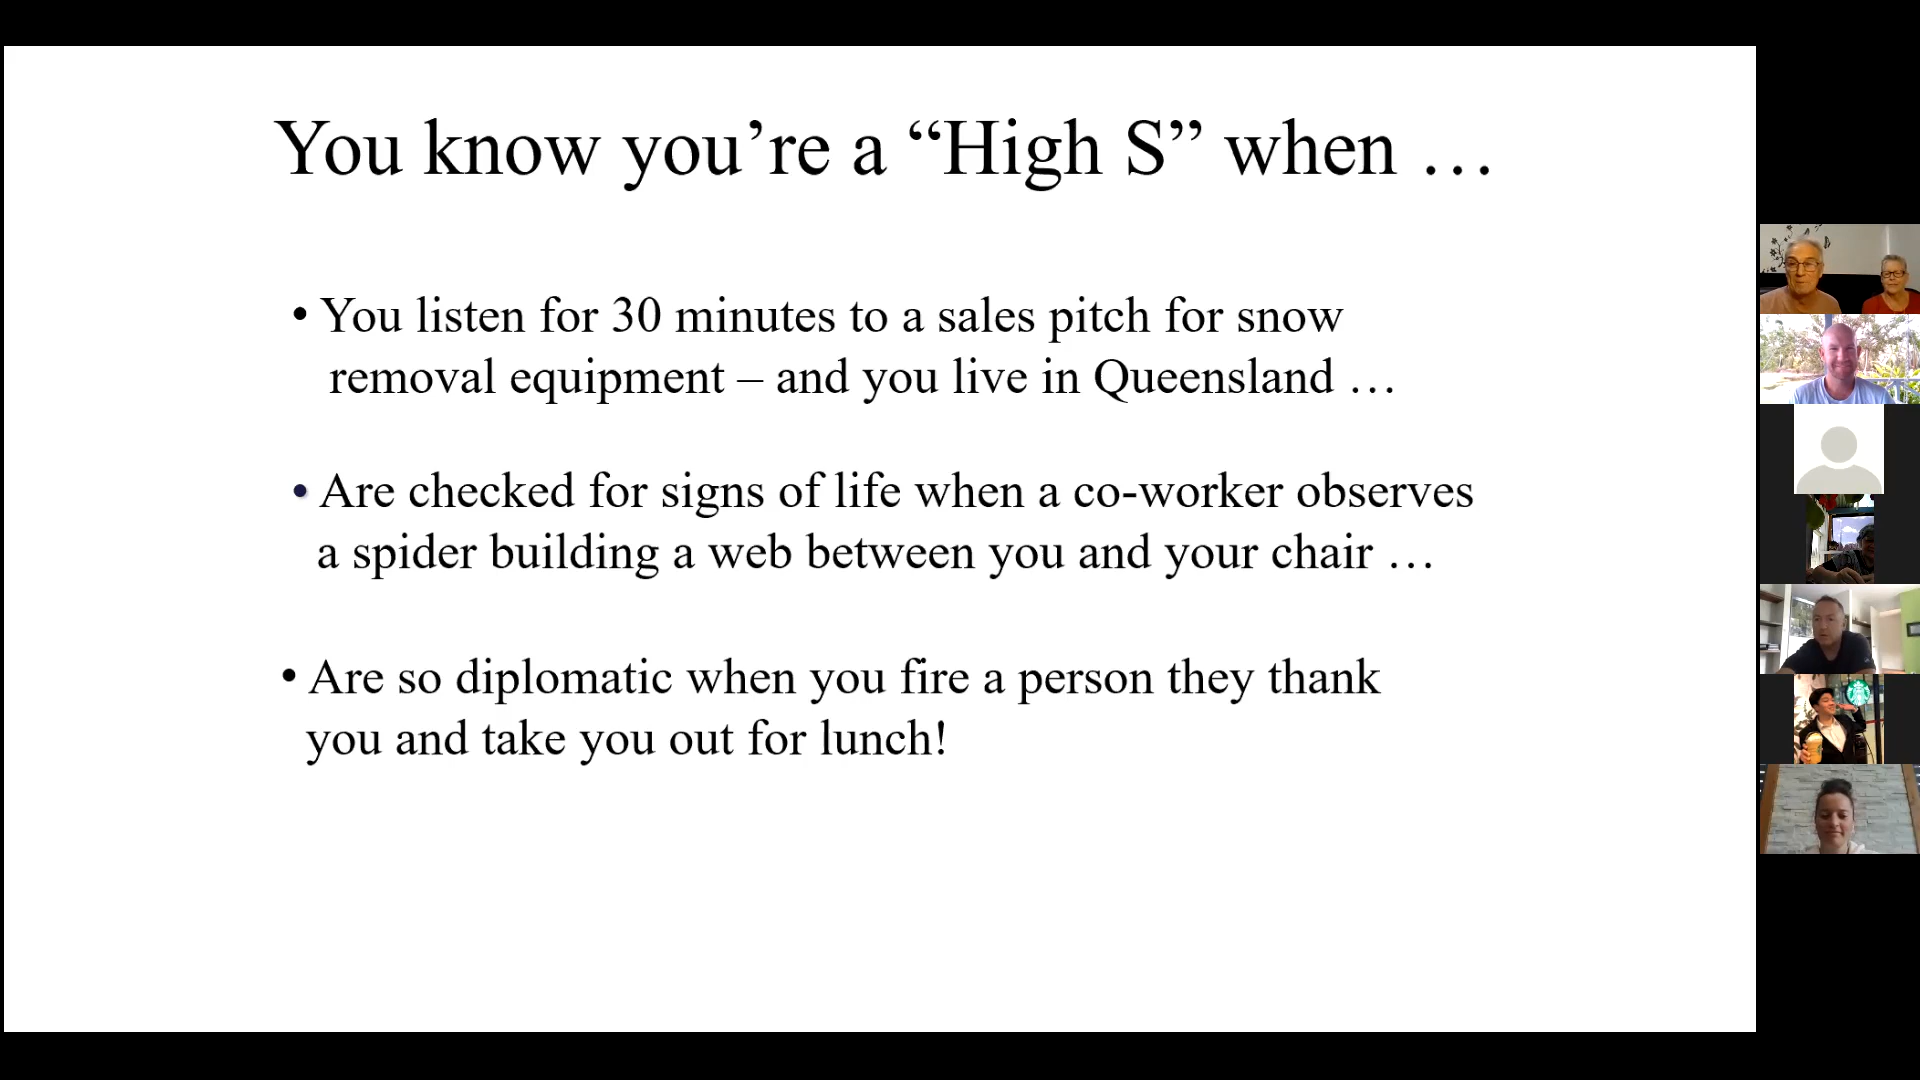 You know you’re a “High S” when …
• You listen for 30 minutes to a sales pitch for snow
removal equipment – and you live in Queensland …
• Are checked for signs of life when a co-worker observes
a spider building a web between you and your chair …
• Are so diplomatic when you fire a person they thank
you and take you out for lunch!